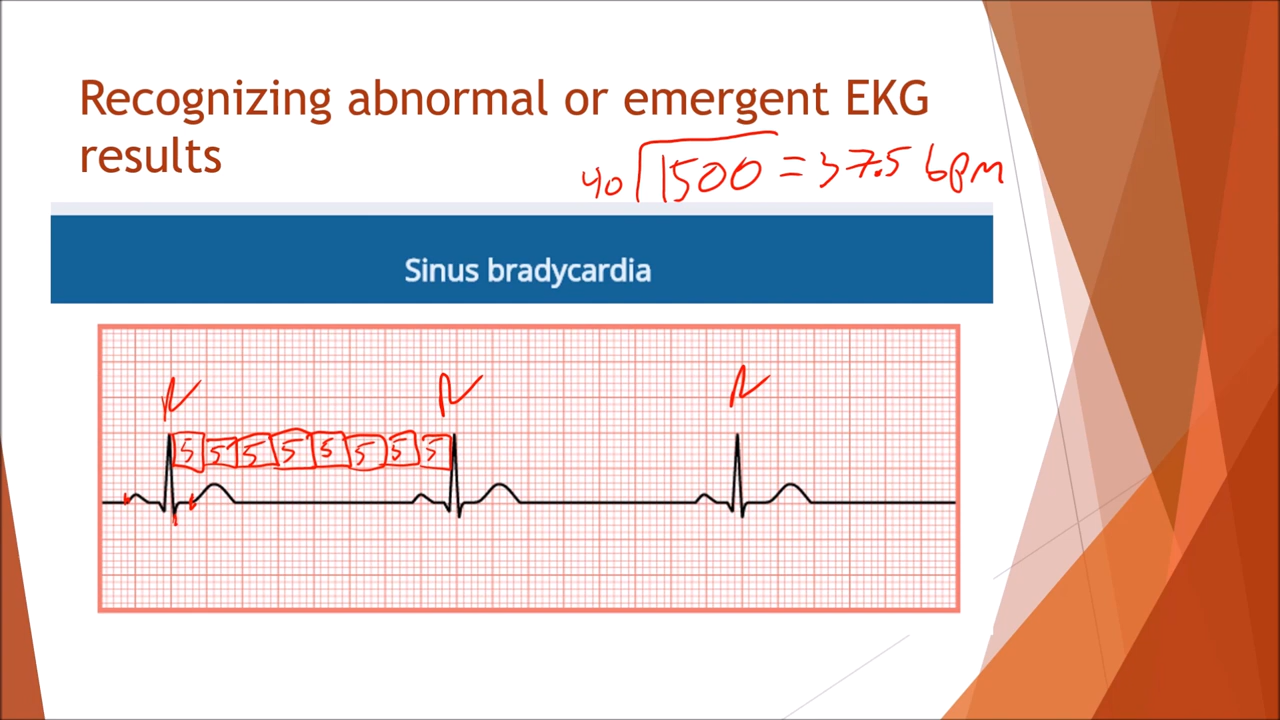 Recognizing abnormal or emergent EKG
results
40 1500 = 37.5 bpm
Sinus bradycardia
5 5 5 5 5 5 5 5